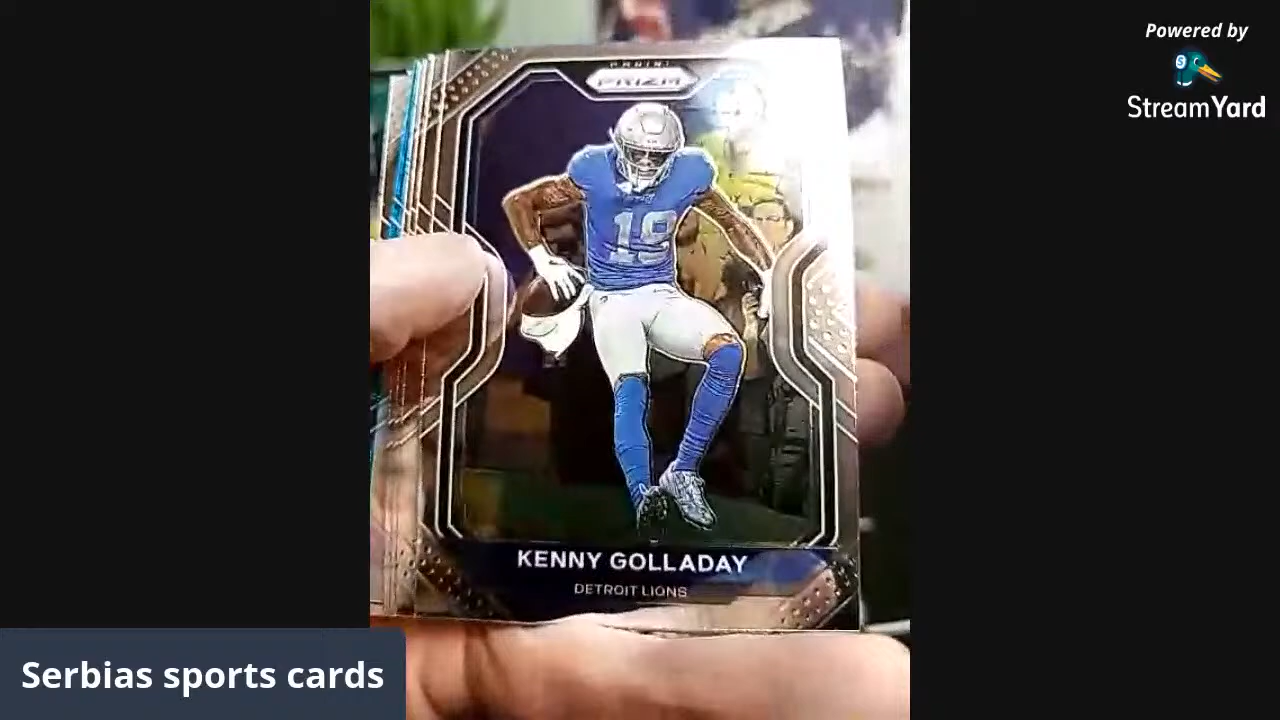 Powered by
StreamYard
PANINI
PRIZM
19
KENNY GOLLADAY
DETROIT LIONS
Serbias sports cards